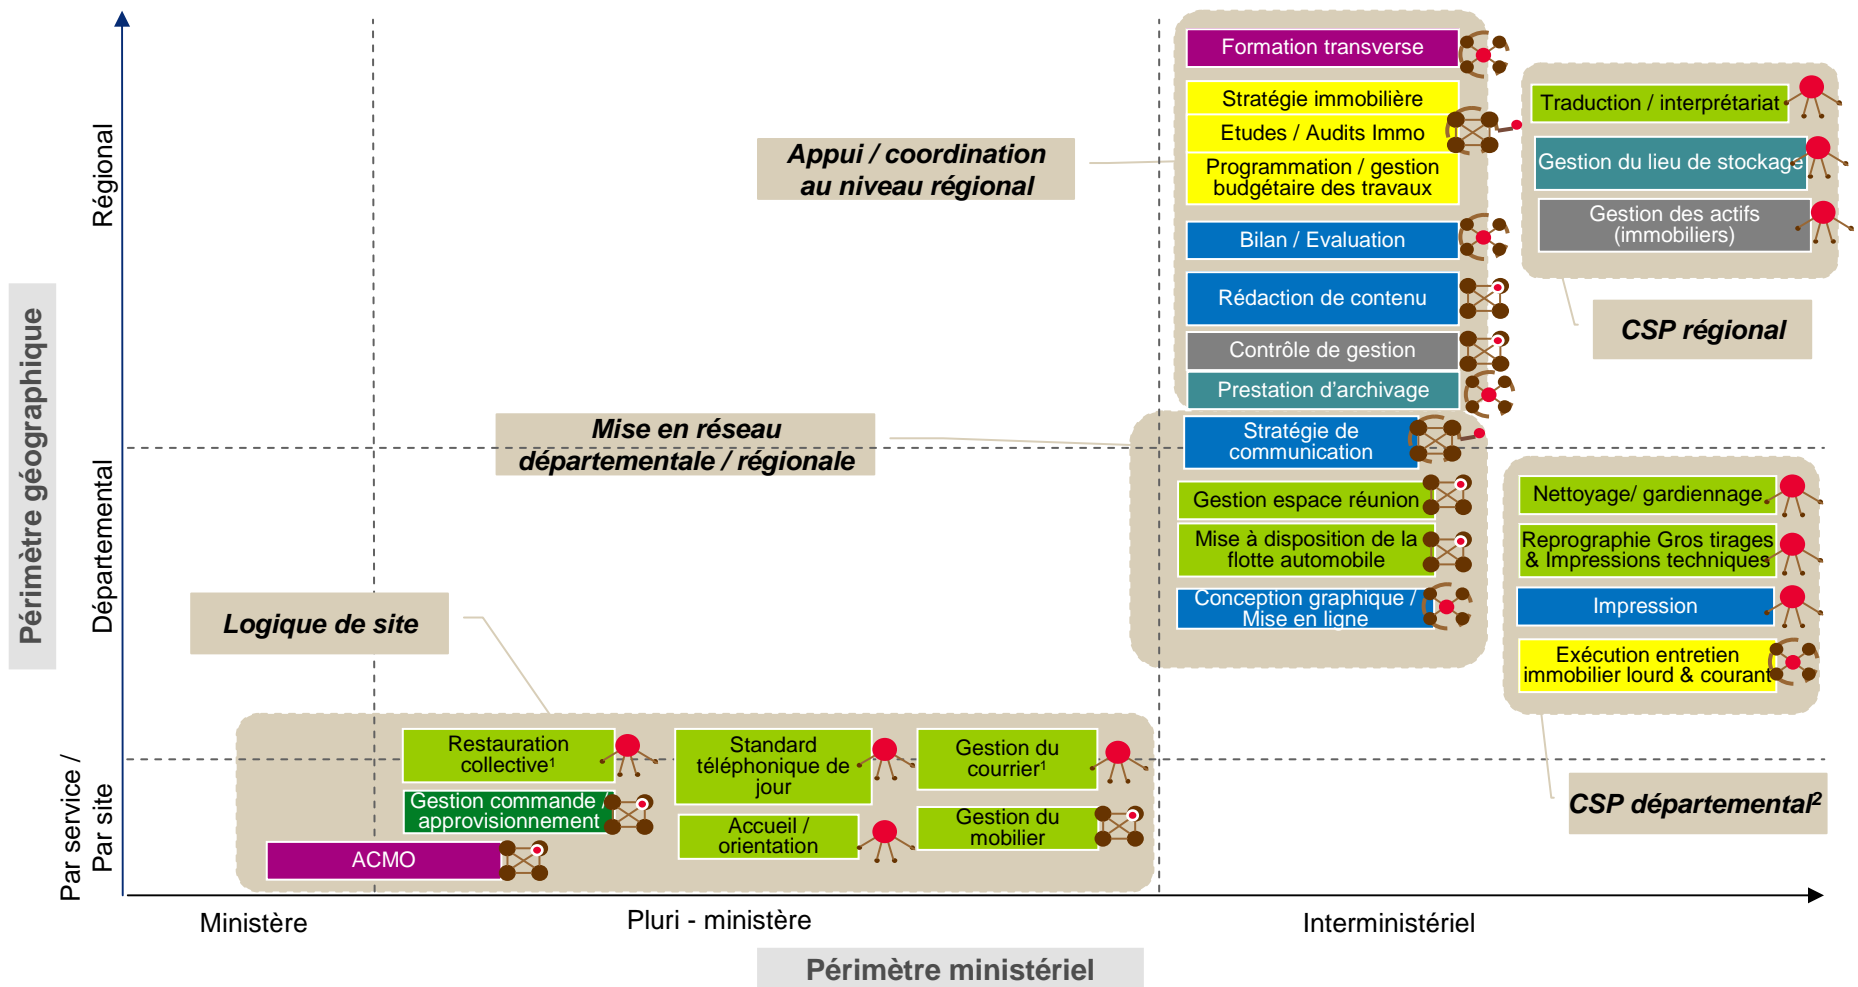 Formation transverse
Stratégie immobilière
Etudes / Audits Immo
Programmation / gestion
budgétaire des travaux
Bilan / Evaluation
Rédaction de contenu
Contrôle de gestion
Prestation d'archivage
Traduction / interprétariat
Gestion du lieu de stockage
Gestion des actifs
(immobiliers)
Appui / coordination
au niveau régional
CSP régional
Mise en réseau
départementale / régionale
Stratégie de
communication
Gestion espace réunion
Mise à disposition de la
flotte automobile
Conception graphique /
Mise en ligne
Nettoyage/ gardiennage
Reprographie Gros tirages
& Impressions techniques
Impression
Exécution entretien
immobilier lourd & courant
CSP départemental²
Logique de site
Restauration
collective¹
Gestion commande /
approvisionnement
ACMO
Standard
téléphonique de
jour
Accueil /
orientation
Gestion du
courrier¹
Gestion du
mobilier
Périmètre géographique
Régional
Départemental
Par service /
Par site
Ministère
Pluri - ministère
Interministériel
Périmètre ministériel